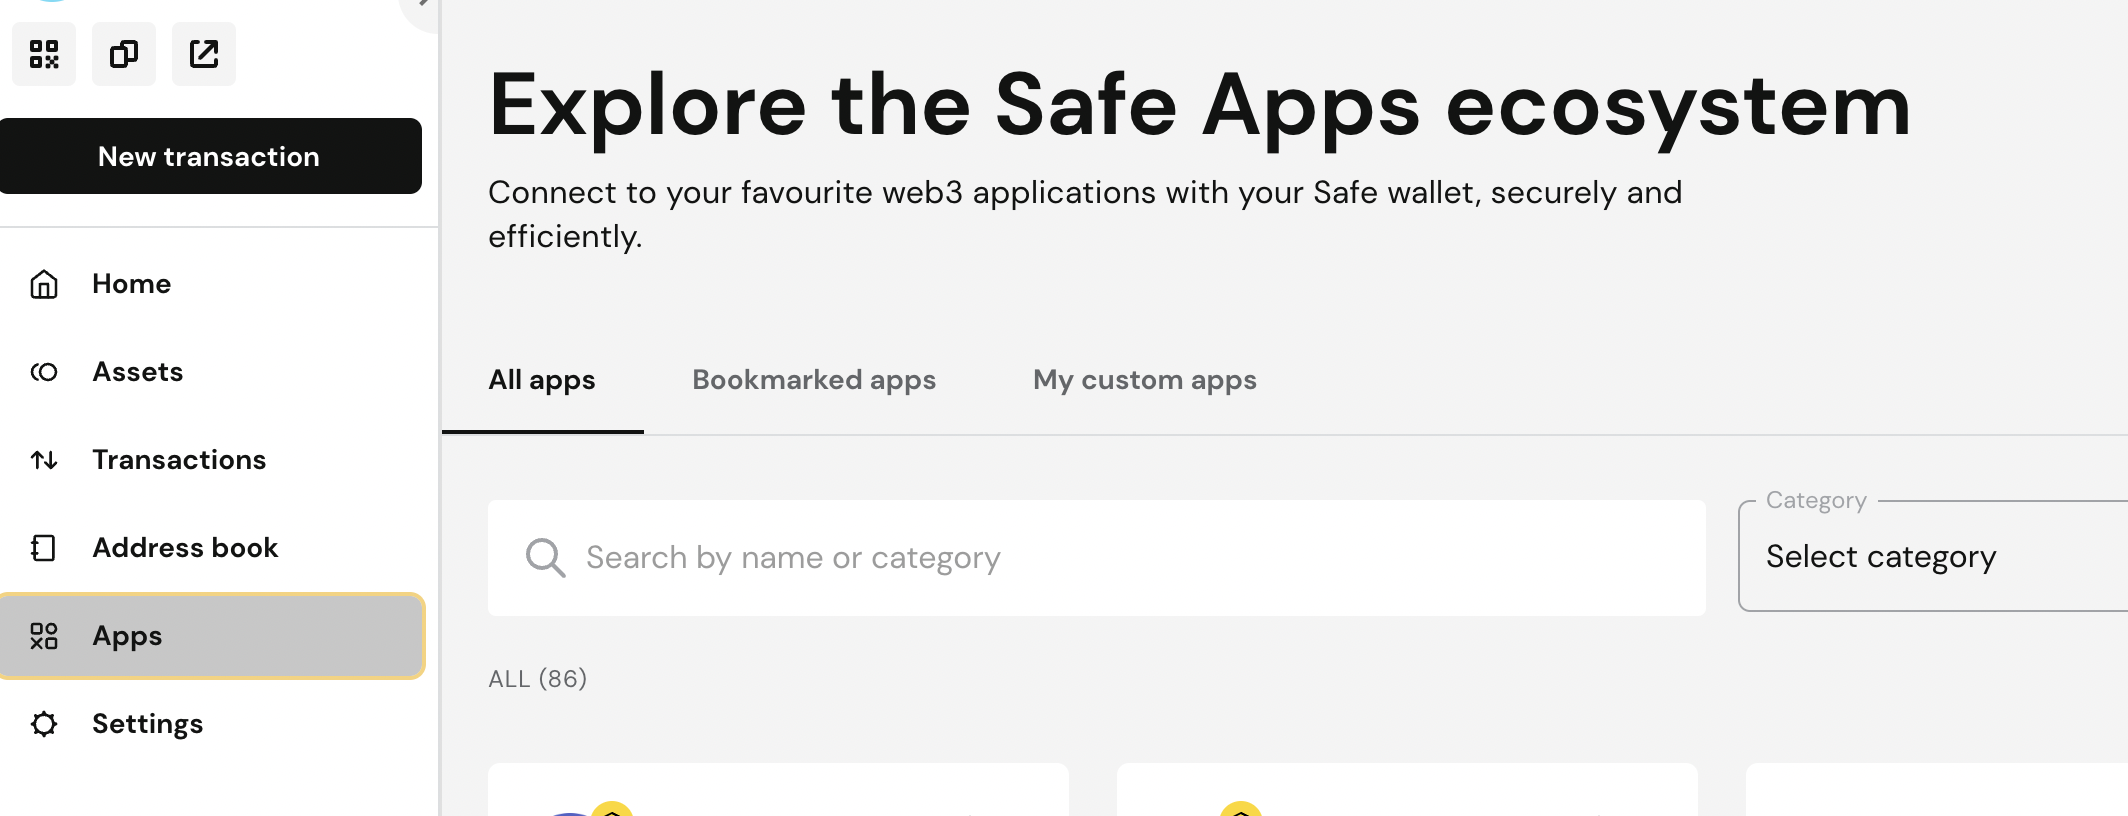 New transaction
Home
Assets
Transactions
Address book
Apps
Settings
Explore the Safe Apps ecosystem
Connect to your favourite web3 applications with your Safe wallet, securely and
efficiently.
All apps
Bookmarked apps
My custom apps
Search by name or category
Category
Select category
ALL (86)